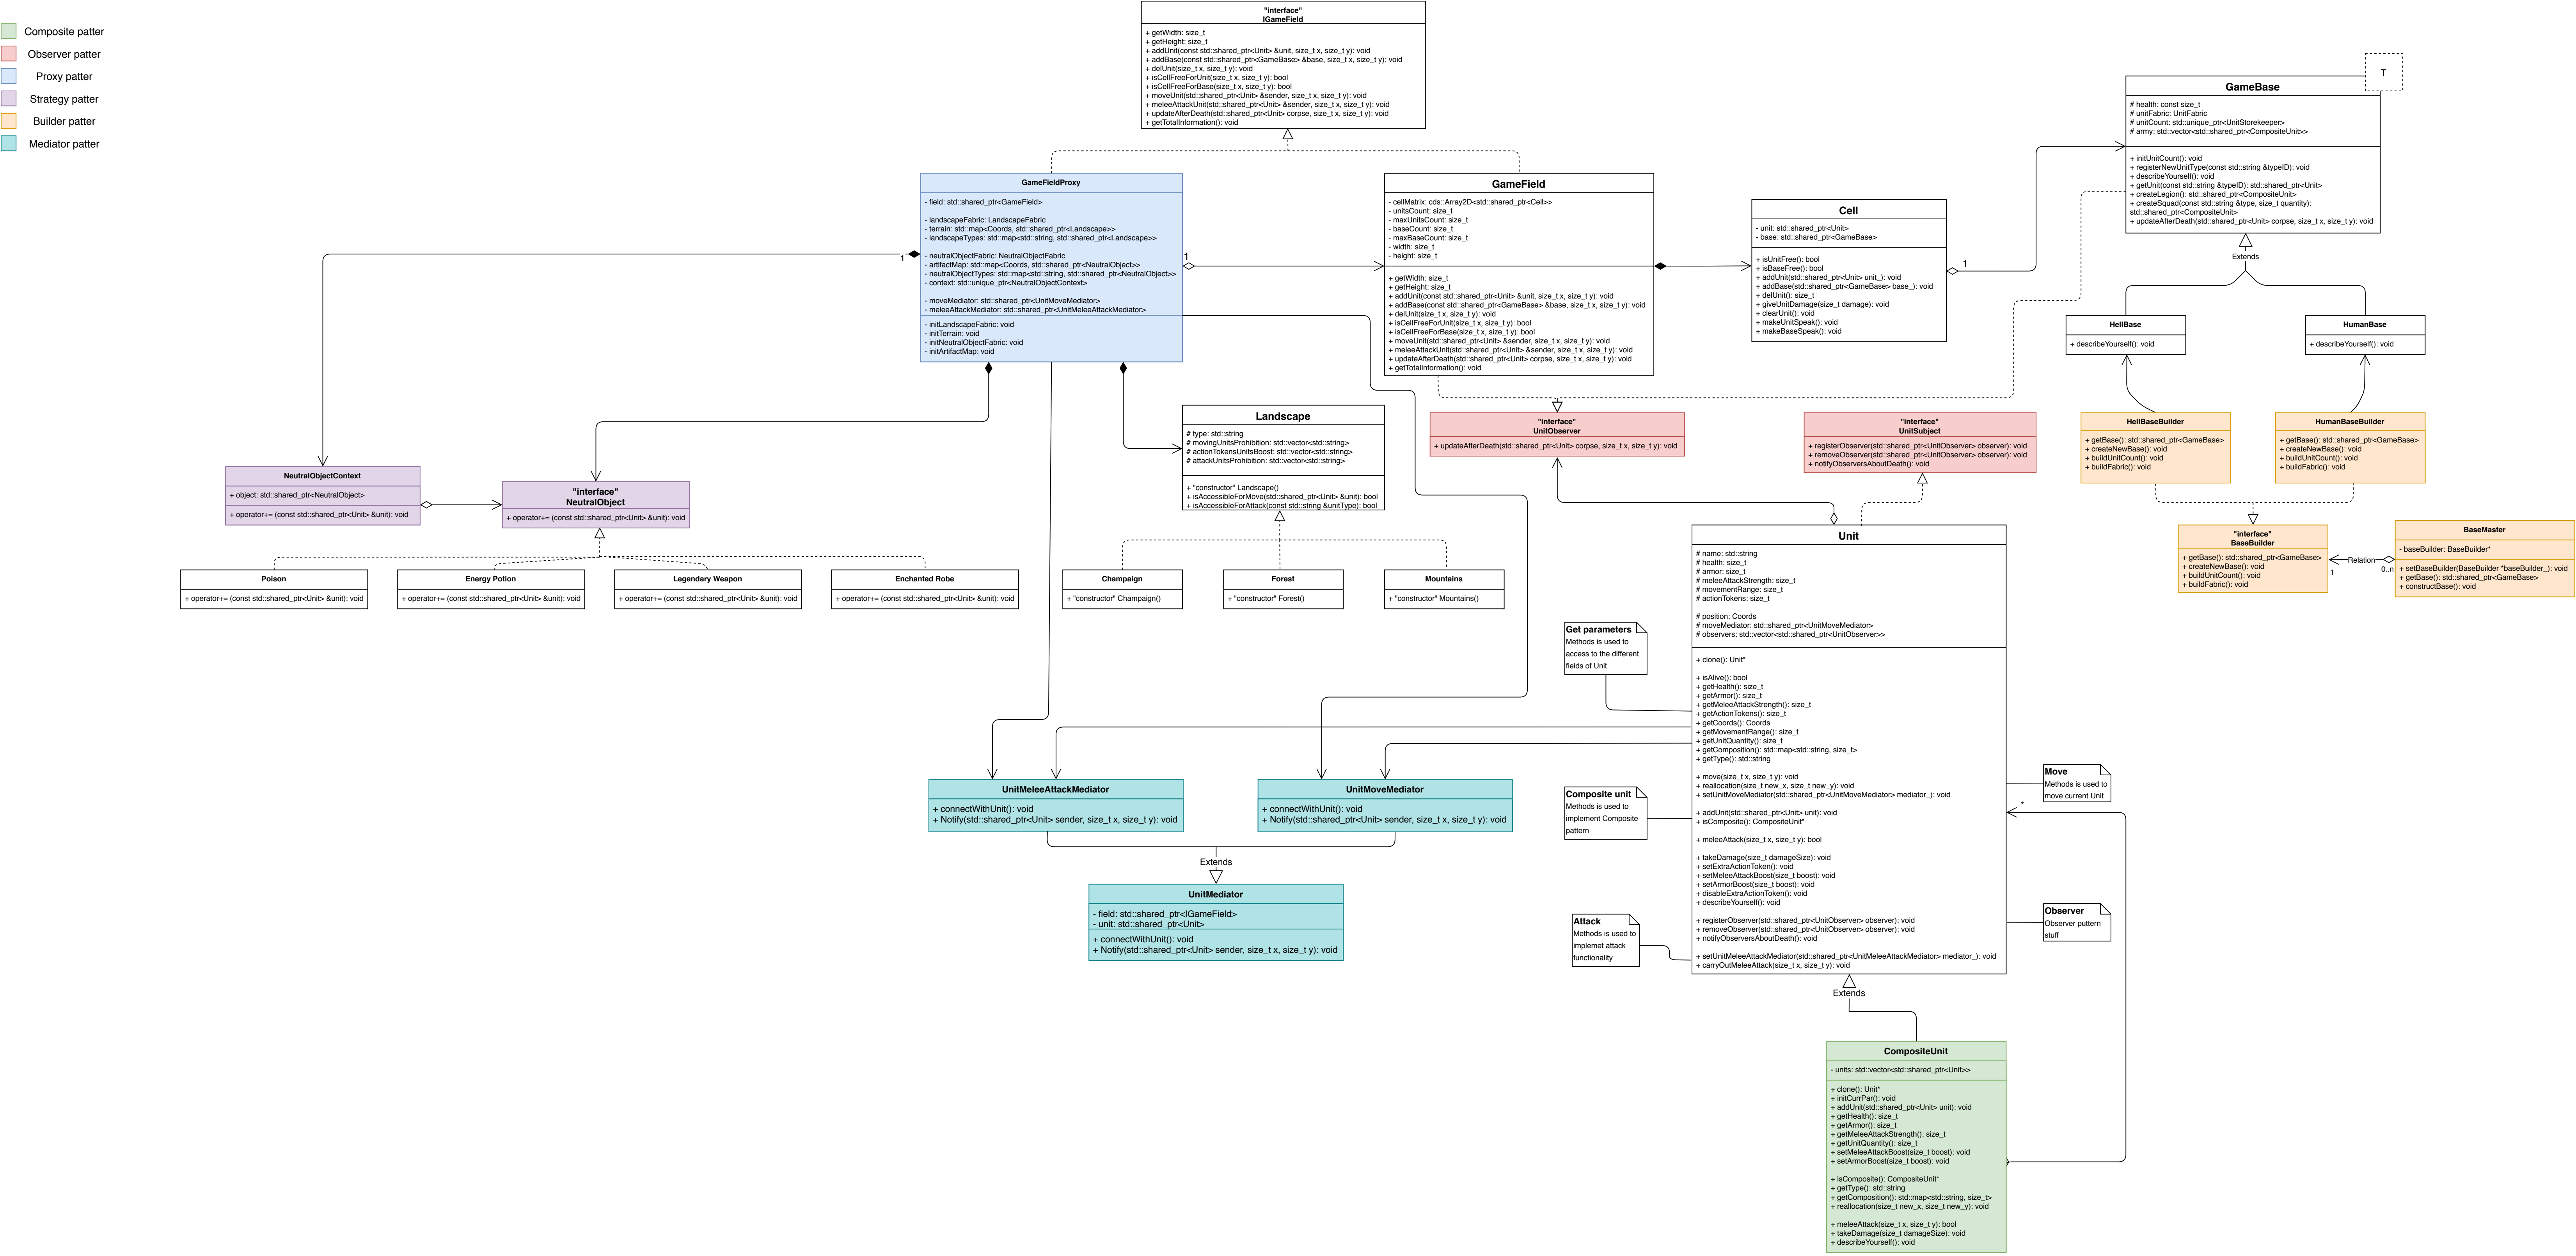 Composite patter
Observer patter
Proxy patter
Strategy patter
Builder patter
Mediator patter
"interface"
IGameField
+ getWidth: size_t
+ getHeight: size_t
+ addUnit(const std::shared_ptr<Unit> &unit, size_t x, size_t y): void
+ addBase(const std::shared_ptr<GameBase> &base, size_t x, size_t y): void
+ delUnit(size_t x, size_t y): void
+ isCellFreeForUnit(size_t x, size_t y): bool
+ isCellFreeForBase(size_t x, size_t y): bool
+ moveUnit(std::shared_ptr<Unit> &sender, size_t x, size_t y): void
+ meleeAttackUnit(std::shared_ptr<Unit> &sender, size_t x, size_t y): void
+ updateAfterDeath(std::shared_ptr<Unit> corpse, size_t x, size_t y): void
+ getTotalInformation(): void
T
GameBase
# health: const size_t
# unitFabric: UnitFabric
# unitCount: std::unique_ptr<UnitStorekeeper>
# army: std::vector<std::shared_ptr<CompositeUnit>>
+ initUnitCount(): void
+ registerNewUnitType(const std::string &typeID): void
+ describeYourself(): void
+ getUnit(const std::string &typeID): std::shared_ptr<Unit>
+ createLegion(): std::shared_ptr<CompositeUnit>
+ createSquad(const std::string &type, size_t quantity):
std::shared_ptr<CompositeUnit>
+ updateAfterDeath(std::shared_ptr<Unit> corpse, size_t x, size_t y): void
Extends
GameFieldProxy
- field: std::shared_ptr<GameField>
- landscapeFabric: LandscapeFabric
- terrain: std::map<Coords, std::shared_ptr<Landscape>>
- landscapeTypes: std::map<std::string, std::shared_ptr<Landscape>>
- neutralObjectFabric: NeutralObjectFabric
- artifactMap: std::map<Coords, std::shared_ptr<NeutralObject>>
- neutralObjectTypes: std::map<std::string, std::shared_ptr<NeutralObject>>
- context: std::unique_ptr<NeutralObjectContext>
- moveMediator: std::shared_ptr<UnitMoveMediator>
- meleeAttackMediator: std::shared_ptr<UnitMeleeAttackMediator>
- initLandscapeFabric: void
- initTerrain: void
- initNeutralObjectFabric: void
- initArtifactMap: void
1
1
GameField
- cellMatrix: cds::Array2D<std::shared_ptr<Cell>>
- unitsCount: size_t
- maxUnitsCount: size_t
- baseCount: size_t
- maxBaseCount: size_t
- width: size_t
- height: size_t
+ getWidth: size_t
+ getHeight: size_t
+ addUnit(const std::shared_ptr<Unit> &unit, size_t x, size_t y): void
+ addBase(const std::shared_ptr<GameBase> &base, size_t x, size_t y): void
+ delUnit(size_t x, size_t y): void
+ isCellFreeForUnit(size_t x, size_t y): bool
+ isCellFreeForBase(size_t x, size_t y): bool
+ moveUnit(std::shared_ptr<Unit> &sender, size_t x, size_t y): void
+ meleeAttackUnit(std::shared_ptr<Unit> &sender, size_t x, size_t y): void
+ updateAfterDeath(std::shared_ptr<Unit> corpse, size_t x, size_t y): void
+ getTotalInformation(): void
Cell
- unit: std::shared_ptr<Unit>
- base: std::shared_ptr<GameBase>
+ isUnitFree(): bool
+ isBaseFree(): bool
+ addUnit(std::shared_ptr<Unit> unit_): void
+ addBase(std::shared_ptr<GameBase> base_): void
+ delUnit(): size_t
+ giveUnitDamage(size_t damage): void
+ clearUnit(): void
+ makeUnitSpeak(): void
+ makeBaseSpeak(): void
1
HellBase
+ describeYourself(): void
HumanBase
+ describeYourself(): void
Landscape
# type: std::string
# movingUnitsProhibition: std::vector<std::string>
# actionTokensUnitsBoost: std::vector<std::string>
# attackUnitsProhibition: std::vector<std::string>
+ "constructor" Landscape()
+ isAccessibleForMove(std::shared_ptr<Unit> &unit): bool
+ isAccessibleForAttack(const std::string &unitType): bool
"interface"
UnitObserver
+ updateAfterDeath(std::shared_ptr<Unit> corpse, size_t x, size_t y): void
"interface"
UnitSubject
+ registerObserver(std::shared_ptr<UnitObserver> observer): void
+ removeObserver(std::shared_ptr<UnitObserver> observer): void
+ notifyObserversAboutDeath(): void
HellBaseBuilder
+ getBase(): std::shared_ptr<GameBase>
+ createNewBase(): void
+ buildUnitCount(): void
+ buildFabric(): void
HumanBaseBuilder
+ getBase(): std::shared_ptr<GameBase>
+ createNewBase(): void
+ buildUnitCount(): void
+ buildFabric(): void
NeutralObjectContext
+ object: std::shared_ptr<NeutralObject>
+ operator+= (const std::shared_ptr<Unit> &unit): void
"interface"
NeutralObject
+ operator+= (const std::shared_ptr<Unit> &unit): void
"interface"
BaseBuilder
+ getBase(): std::shared_ptr<GameBase>
+ createNewBase(): void
+ buildUnitCount(): void
+ buildFabric(): void
1
Relation
0..n
BaseMaster
- baseBuilder: BaseBuilder*
+ setBaseBuilder(BaseBuilder *baseBuilder_): void
+ getBase(): std::shared_ptr<GameBase>
+ constructBase(): void
Poison
+ operator+= (const std::shared_ptr<Unit> &unit): void
Energy Potion
+ operator+= (const std::shared_ptr<Unit> &unit): void
Legendary Weapon
+ operator+= (const std::shared_ptr<Unit> &unit): void
Enchanted Robe
+ operator+= (const std::shared_ptr<Unit> &unit): void
Champaign
+ "constructor" Champaign()
Forest
+ "constructor" Forest()
Mountains
+ "constructor" Mountains()
Unit
# name: std::string
# health: size_t
# armor: size_t
# meleeAttackStrength: size_t
# movementRange: size_t
# actionTokens: size_t
# position: Coords
# moveMediator: std::shared_ptr<UnitMoveMediator>
# observers: std::vector<std::shared_ptr<UnitObserver>>
+ clone(): Unit*
+ isAlive(): bool
+ getHealth(): size_t
+ getArmor(): size_t
+ getMeleeAttackStrength(): size_t
+ getActionTokens(): size_t
+ getCoords(): Coords
+ getMovementRange(): size_t
+ getUnitQuantity(): size_t
+ getComposition(): std::map<std::string, size_t>
+ getType(): std::string
+ move(size_t x, size_t y): void
+ reallocation(size_t new_x, size_t new_y): void
+ setUnitMoveMediator(std::shared_ptr<UnitMoveMediator> mediator_): void
+ addUnit(std::shared_ptr<Unit> unit): void
+ isComposite(): CompositeUnit*
+ meleeAttack(size_t x, size_t y): bool
+ takeDamage(size_t damageSize): void
+ setExtraActionToken(): void
+ setMeleeAttackBoost(size_t boost): void
+ setArmorBoost(size_t boost): void
+ disableExtraActionToken(): void
+ describeYourself(): void
+ registerObserver(std::shared_ptr<UnitObserver> observer): void
+ removeObserver(std::shared_ptr<UnitObserver> observer): void
+ notifyObserversAboutDeath(): void
+ setUnitMeleeAttackMediator(std::shared_ptr<UnitMeleeAttackMediator> mediator_): void
+ carryOutMeleeAttack(size_t x, size_t y): void
Get parameters
Methods is used to
access to the different
fields of Unit
Composite unit
Methods is used to
implement Composite
pattern
Attack
Methods is used to
implemet attack
functionality
Move
Methods is used to
move current Unit
*
Observer
Observer puttern
stuff
UnitMeleeAttackMediator
+ connectWithUnit(): void
+ Notify(std::shared_ptr<Unit> sender, size_t x, size_t y): void
UnitMoveMediator
+ connectWithUnit(): void
+ Notify(std::shared_ptr<Unit> sender, size_t x, size_t y): void
Extends
UnitMediator
- field: std::shared_ptr<IGameField>
- unit: std::shared_ptr<Unit>
+ connectWithUnit(): void
+ Notify(std::shared_ptr<Unit> sender, size_t x, size_t y): void
Extends
CompositeUnit
- units: std::vector<std::shared_ptr<Unit>>
+ clone(): Unit*
+ initCurrPar(): void
+ addUnit(std::shared_ptr<Unit> unit): void
+ getHealth(): size_t
+ getArmor(): size_t
+ getMeleeAttackStrength(): size_t
+ getUnitQuantity(): size_t
+ setMeleeAttackBoost(size_t boost): void
+ setArmorBoost(size_t boost): void
+ isComposite(): CompositeUnit*
+ getType(): std::string
+ getComposition(): std::map<std::string, size_t>
+ reallocation(size_t new_x, size_t new_y): void
+ meleeAttack(size_t x, size_t y): bool
+ takeDamage(size_t damageSize): void
+ describeYourself(): void